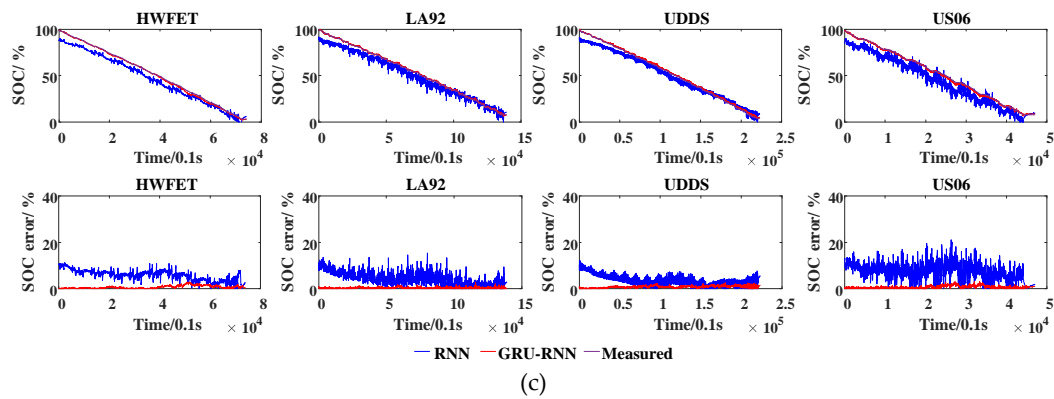 HWFET LA92 UDDS US06
100 100 100 100
SOC/ % SOC/ % SOC/ % SOC/ %
50 50 50 50
0 0 0 0
0 2 4 6 8 0 5 10 15 0 0.5 1 1.5 2 2.5 0 1 2 3 4 5
Time/0.1s × 10⁴ Time/0.1s × 10⁴ Time/0.1s × 10⁵ Time/0.1s × 10⁴
HWFET LA92 UDDS US06
40 40 40 40
SOC error/ % SOC error/ % SOC error/ % SOC error/ %
20 20 20 20
0 0 0 0
0 2 4 6 8 0 5 10 15 0 0.5 1 1.5 2 2.5 0 1 2 3 4 5
Time/0.1s × 10⁴ Time/0.1s × 10⁴ Time/0.1s × 10⁵ Time/0.1s × 10⁴
RNN GRU-RNN Measured
(c)